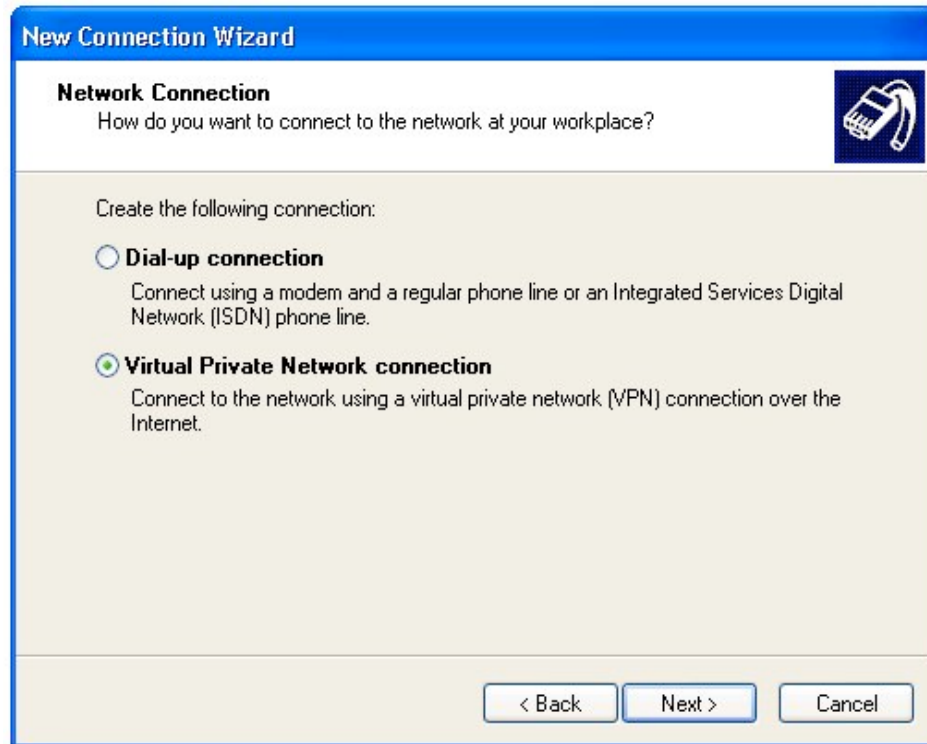 New Connection Wizard
Network Connection
How do you want to connect to the network at your workplace?
Create the following connection:
Dial-up connection
Connect using a modem and a regular phone line or an Integrated Services Digital
Network (ISDN) phone line.
Virtual Private Network connection
Connect to the network using a virtual private network (VPN) connection over the
Internet.
< Back Next > Cancel